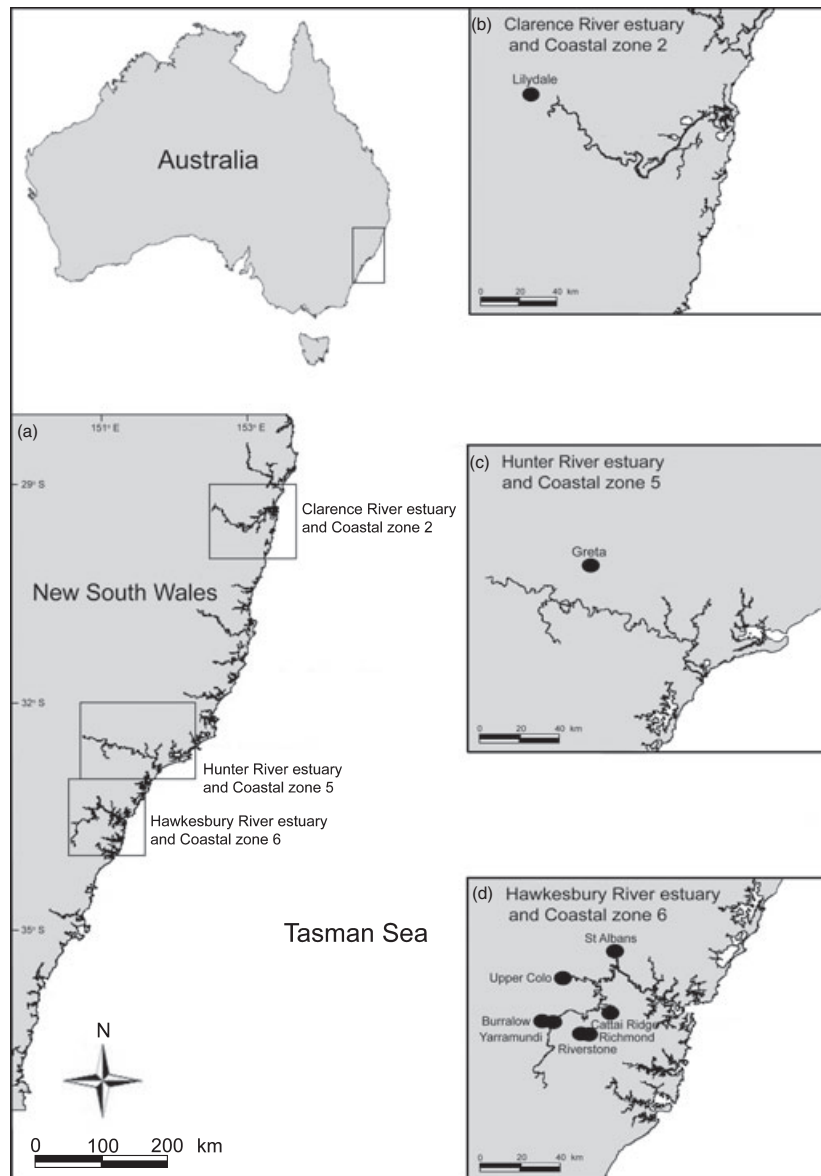 Australia
(b) Clarence River estuary
and Coastal zone 2
Lilydale
0 20 40 km
(a)
151° E
153° E
29° S
Clarence River estuary
and Coastal zone 2
New South Wales
32° S
Hunter River estuary
and Coastal zone 5
Hawkesbury River estuary
and Coastal zone 6
35° S
Tasman Sea
N
0 100 200 km
(c) Hunter River estuary
and Coastal zone 5
Greta
0 20 40 km
(d) Hawkesbury River estuary
and Coastal zone 6
St Albans
Upper Colo
Burralow
Cattai Ridge
Yarramundi
Richmond
Riverstone
0 20 40 km